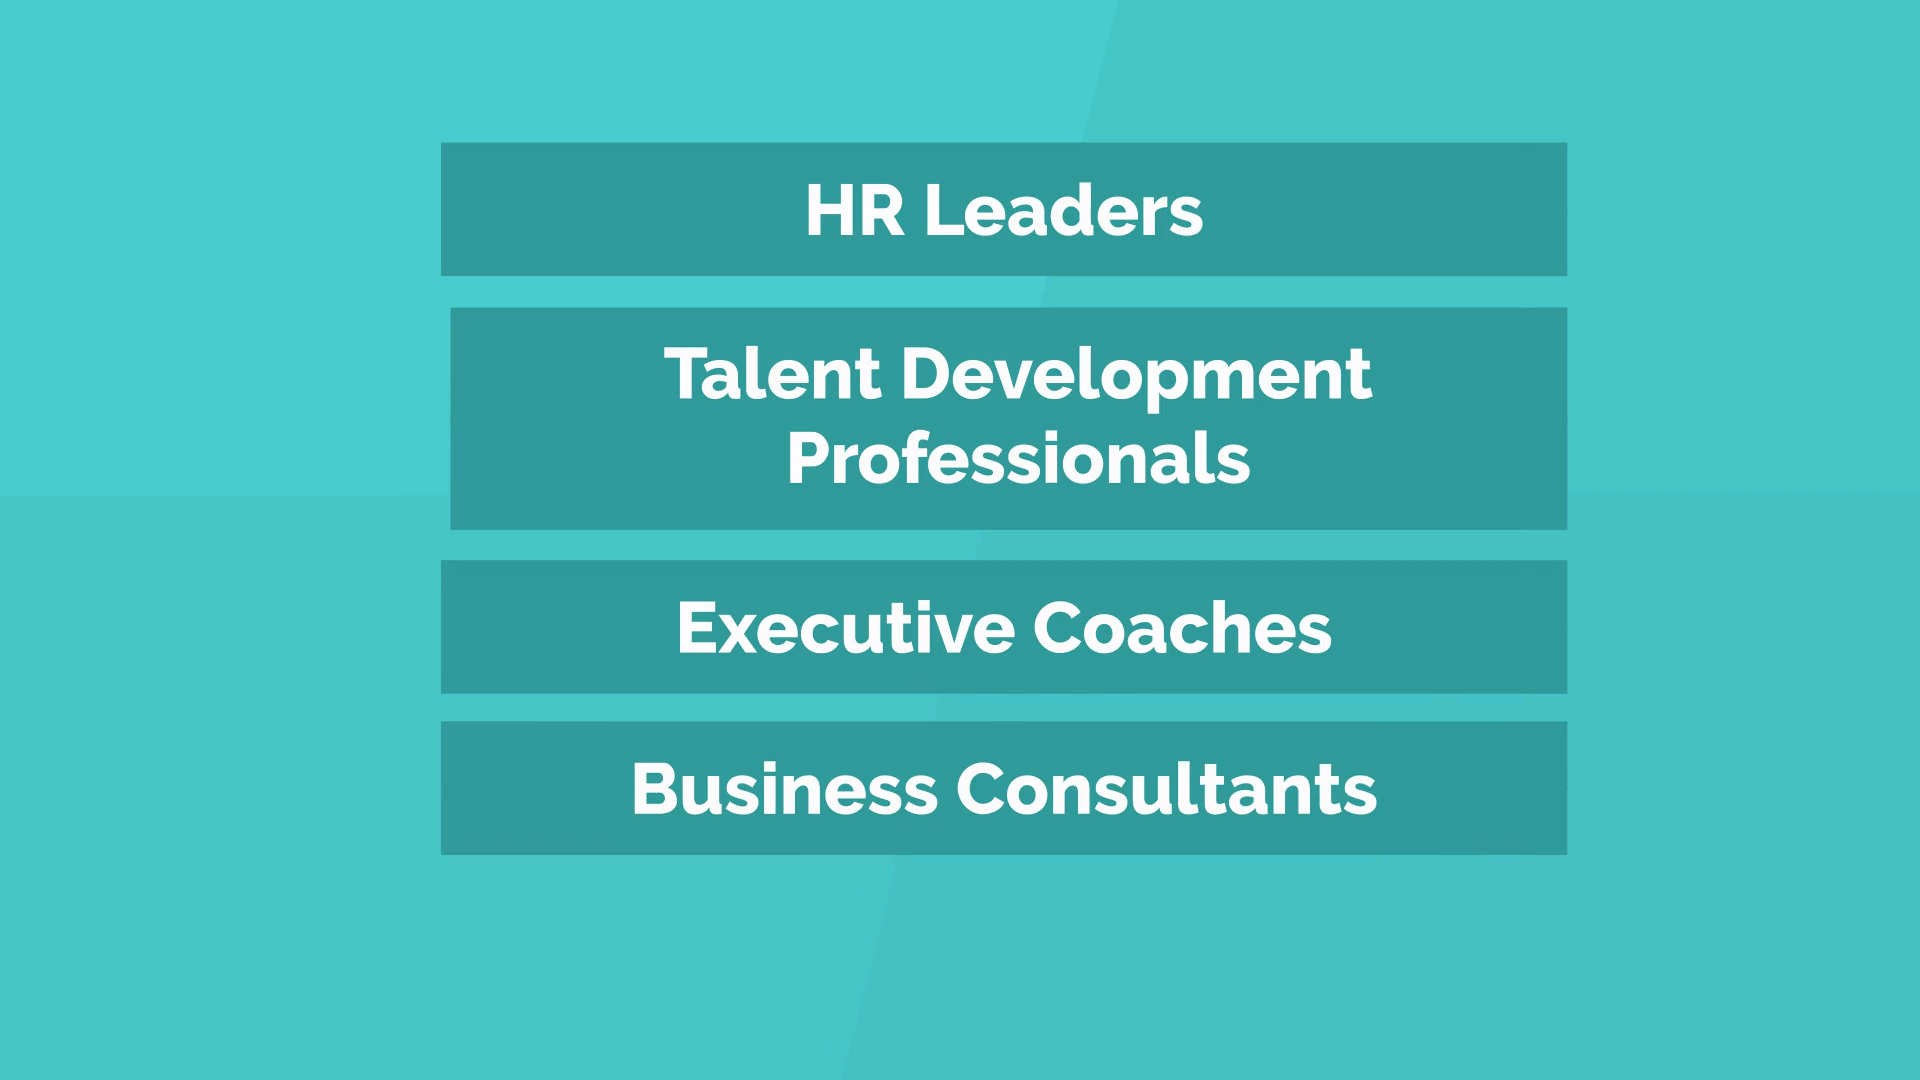 HR Leaders
Talent Development
Professionals
Executive Coaches
Business Consultants